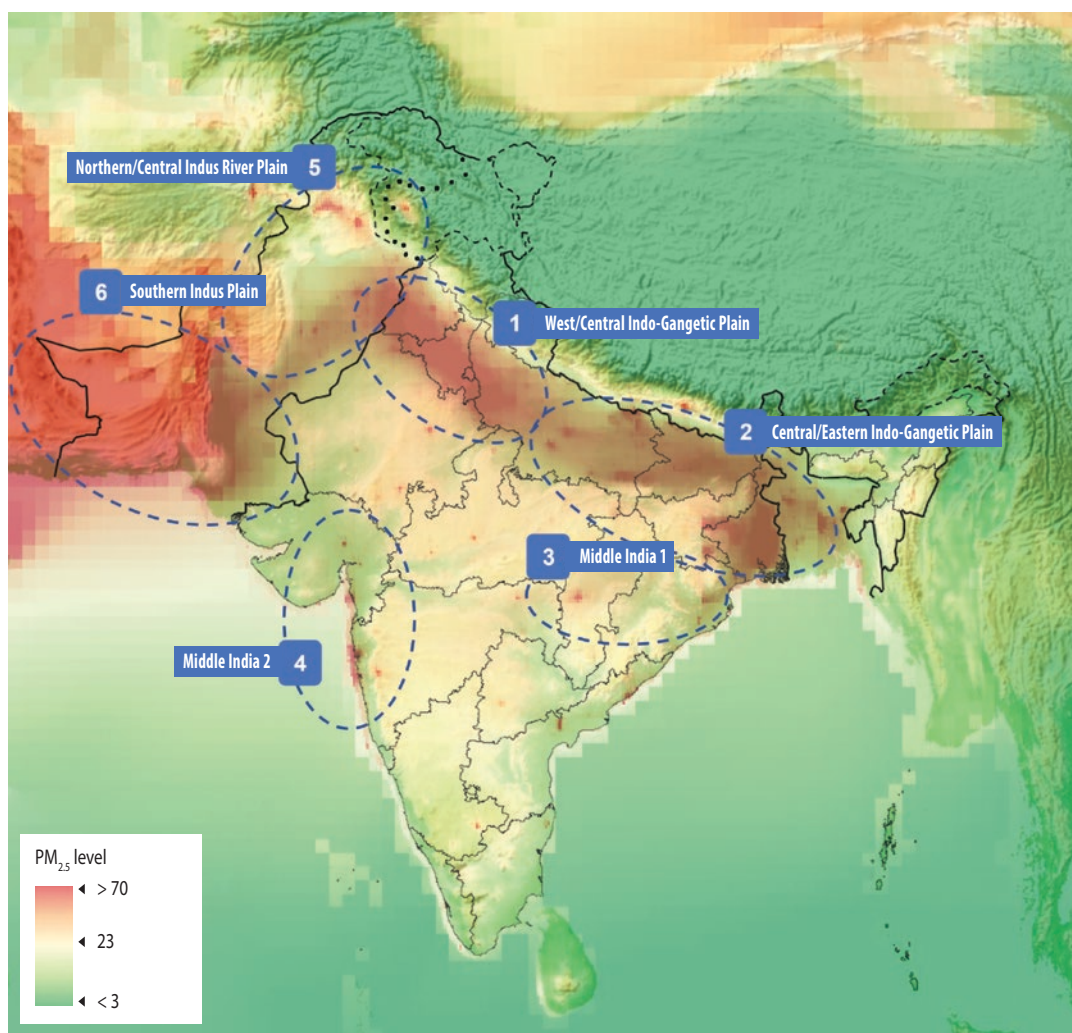 5
Northern/Central Indus River Plain
6
Southern Indus Plain
1
West/Central Indo-Gangetic Plain
2
Central/Eastern Indo-Gangetic Plain
3
Middle India 1
Middle India 2
4
PM2.5 level
> 70
23
< 3